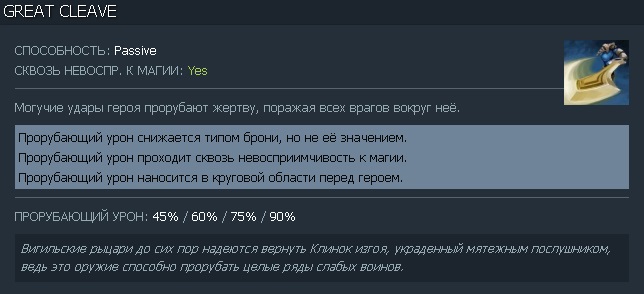 GREAT CLEAVE
СПОСОБНОСТЬ: Passive
СКВОЗЬ НЕВОСПР. К МАГИИ: Yes
Могучие удары героя прорубают жертву, поражая всех врагов вокруг неё.
Прорубающий урон снижается типом брони, но не её значением.
Прорубающий урон проходит сквозь невосприимчивость к магии.
Прорубающий урон наносится в круговой области перед героем.
ПРОРУБАЮЩИЙ УРОН: 45% / 60% / 75% / 90%
Вигильские рыцари до сих пор надеются вернуть Клинок изгоя, украденный мятежным послушником,
ведь это оружие способно прорубать целые ряды слабых воинов.